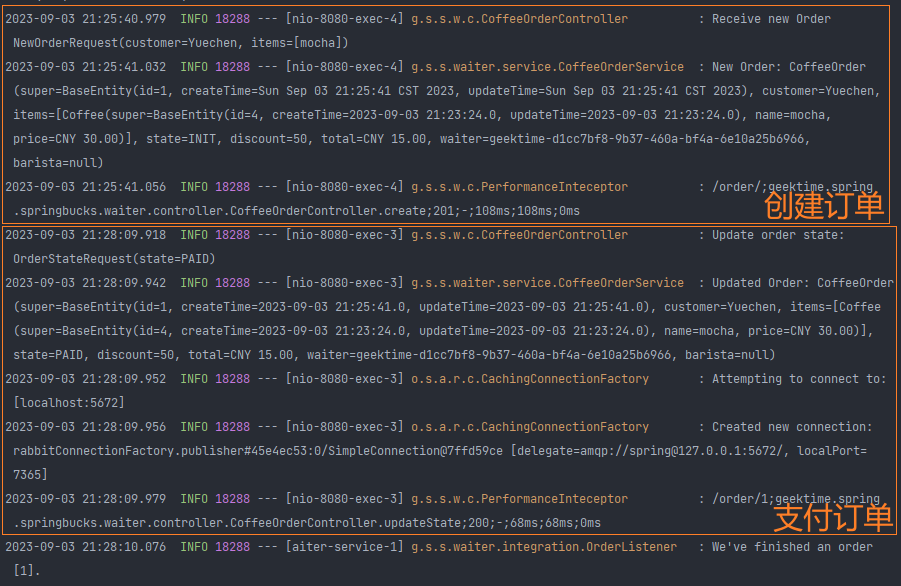 2023-09-03 21:25:40.979  INFO 18288 --- [nio-8080-exec-4] g.s.s.w.c.CoffeeOrderController          : Receive new Order
NewOrderRequest(customer=Yuechen, items=[mocha])
2023-09-03 21:25:41.032  INFO 18288 --- [nio-8080-exec-4] g.s.s.waiter.service.CoffeeOrderService  : New Order: CoffeeOrder
(super=BaseEntity(id=1, createTime=Sun Sep 03 21:25:41 CST 2023, updateTime=Sun Sep 03 21:25:41 CST 2023), customer=Yuechen,
items=[Coffee(super=BaseEntity(id=4, createTime=2023-09-03 21:23:24.0, updateTime=2023-09-03 21:23:24.0), name=mocha,
price=CNY 30.00)], state=INIT, discount=50, total=CNY 15.00, waiter=geektime-d1cc7bf8-9b37-460a-bf4a-6e10a25b6966,
barista=null)
2023-09-03 21:25:41.056  INFO 18288 --- [nio-8080-exec-4] g.s.s.w.c.PerformanceInteceptor          : /order/;geektime.spring
.springbucks.waiter.controller.CoffeeOrderController.create;201;-;108ms;108ms;0ms
创建订单
2023-09-03 21:28:09.918  INFO 18288 --- [nio-8080-exec-3] g.s.s.w.c.CoffeeOrderController          : Update order state:
OrderStateRequest(state=PAID)
2023-09-03 21:28:09.942  INFO 18288 --- [nio-8080-exec-3] g.s.s.waiter.service.CoffeeOrderService  : Updated Order: CoffeeOrder
(super=BaseEntity(id=1, createTime=2023-09-03 21:25:41.0, updateTime=2023-09-03 21:25:41.0), customer=Yuechen, items=[Coffee
(super=BaseEntity(id=4, createTime=2023-09-03 21:23:24.0, updateTime=2023-09-03 21:23:24.0), name=mocha, price=CNY 30.00)],
state=PAID, discount=50, total=CNY 15.00, waiter=geektime-d1cc7bf8-9b37-460a-bf4a-6e10a25b6966, barista=null)
2023-09-03 21:28:09.952  INFO 18288 --- [nio-8080-exec-3] o.s.a.r.c.CachingConnectionFactory       : Attempting to connect to:
[localhost:5672]
2023-09-03 21:28:09.956  INFO 18288 --- [nio-8080-exec-3] o.s.a.r.c.CachingConnectionFactory       : Created new connection:
rabbitConnectionFactory.publisher#45e4ec53:0/SimpleConnection@7ffd59ce [delegate=amqp://spring@127.0.0.1:5672/, localPort=
7365]
2023-09-03 21:28:09.979  INFO 18288 --- [nio-8080-exec-3] g.s.s.w.c.PerformanceInteceptor          : /order/1;geektime.spring
.springbucks.waiter.controller.CoffeeOrderController.updateState;200;-;68ms;68ms;0ms
支付订单
2023-09-03 21:28:10.076  INFO 18288 --- [aiter-service-1] g.s.s.waiter.integration.OrderListener   : We've finished an order
[1].